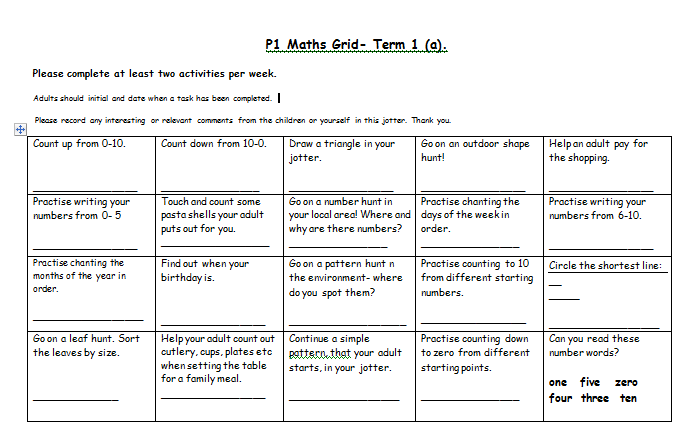 P1 Maths Grid- Term 1 (a).
Please complete at least two activities per week.
Adults should initial and date when a task has been completed.
Please record any interesting or relevant comments from the children or yourself in this jotter. Thank you.
Count up from 0-10.
Count down from 10-0.
Draw a triangle in your
jotter.
Go on an outdoor shape
hunt!
Help an adult pay for
the shopping.
Practise writing your
numbers from 0- 5
Touch and count some
pasta shells your adult
puts out for you.
Go on a number hunt in
your local area! Where and
why are there numbers?
Practise chanting the
days of the week in
order.
Practise writing your
numbers from 6-10.
Practise chanting the
months of the year in
order.
Find out when your
birthday is.
Go on a pattern hunt n
the environment- where
do you spot them?
Practise counting to 10
from different starting
numbers.
Circle the shortest line:
Go on a leaf hunt. Sort
the leaves by size.
Help your adult count out
cutlery, cups, plates etc
when setting the table
for a family meal.
Continue a simple
pattern, that your adult
starts, in your jotter.
Practise counting down
to zero from different
starting points.
Can you read these
number words?
one five zero
four three ten